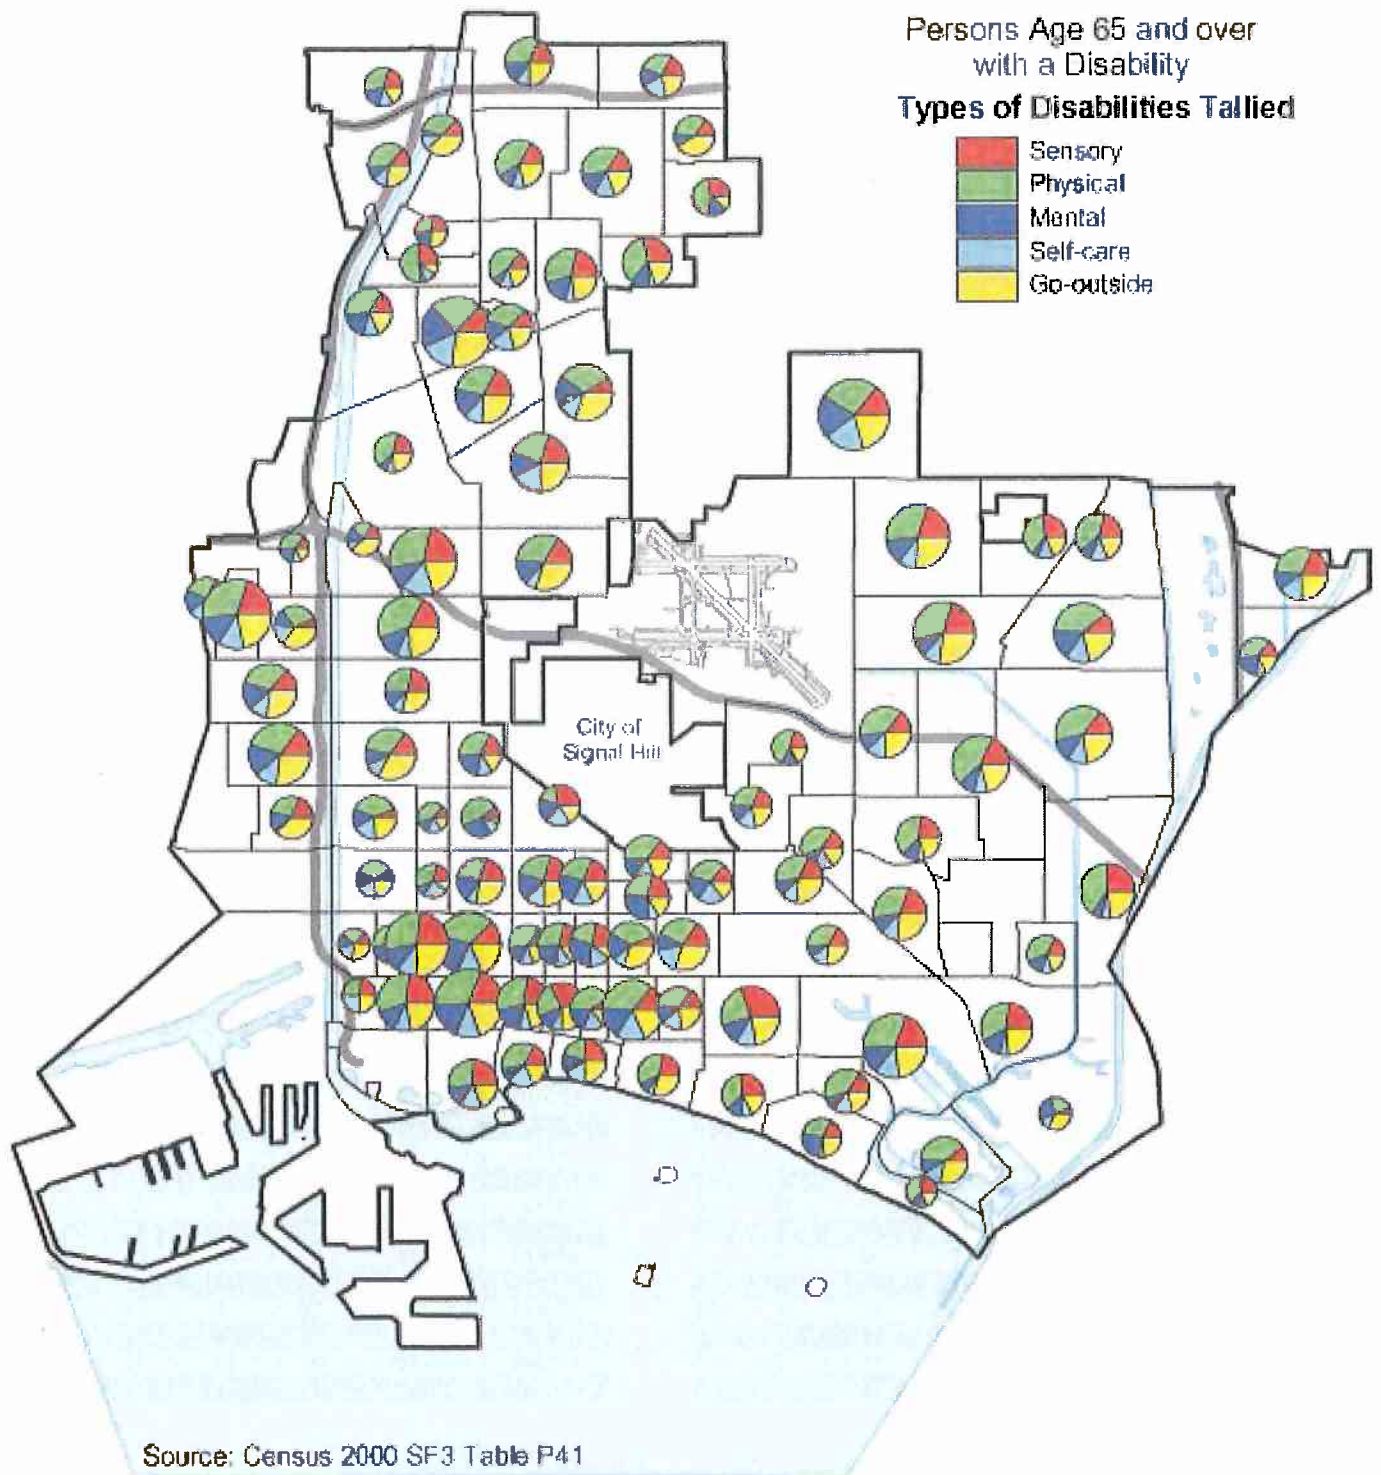 Persons Age 65 and over
with a Disability
Types of Disabilities Tallied
Sensory
Physical
Mental
Self-care
Go-outside
City of
Signal Hill
Source: Census 2000 SF3 Table P41